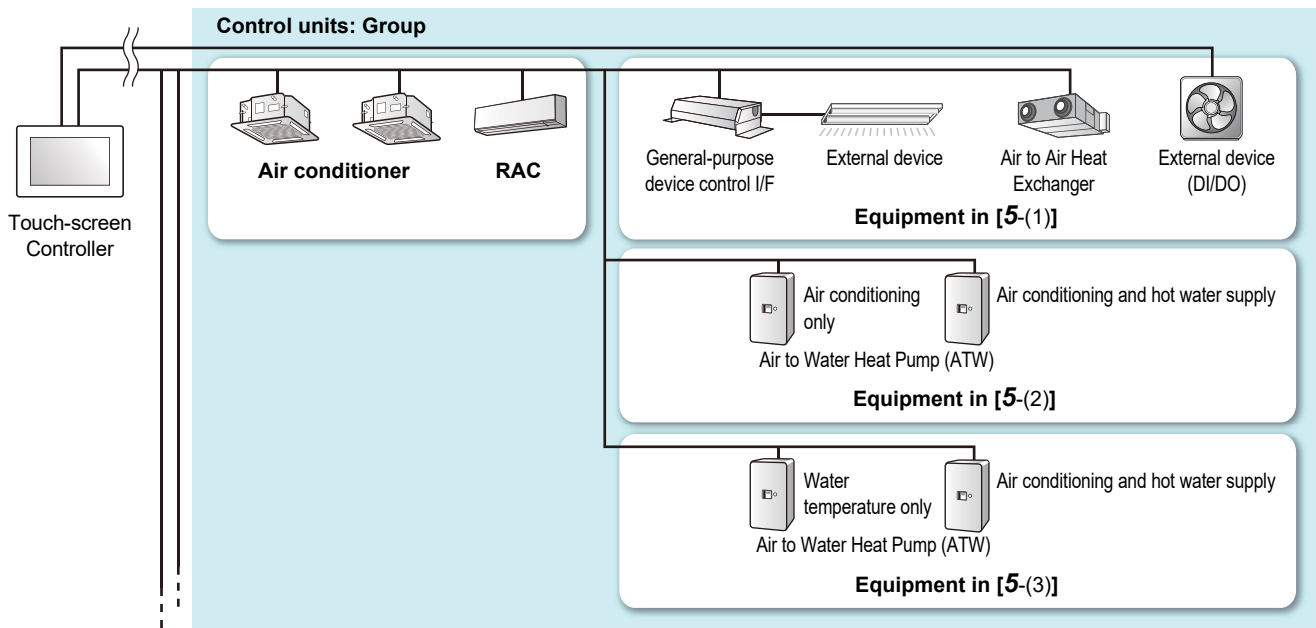 Control units: Group
Touch-screen
Controller
Air conditioner
RAC
General-purpose
device control I/F
External device
Air to Air Heat
Exchanger
External device
(DI/DO)
Equipment in [5-(1)]
Air conditioning
only
Air conditioning and hot water supply
Air to Water Heat Pump (ATW)
Equipment in [5-(2)]
Water
temperature only
Air conditioning and hot water supply
Air to Water Heat Pump (ATW)
Equipment in [5-(3)]